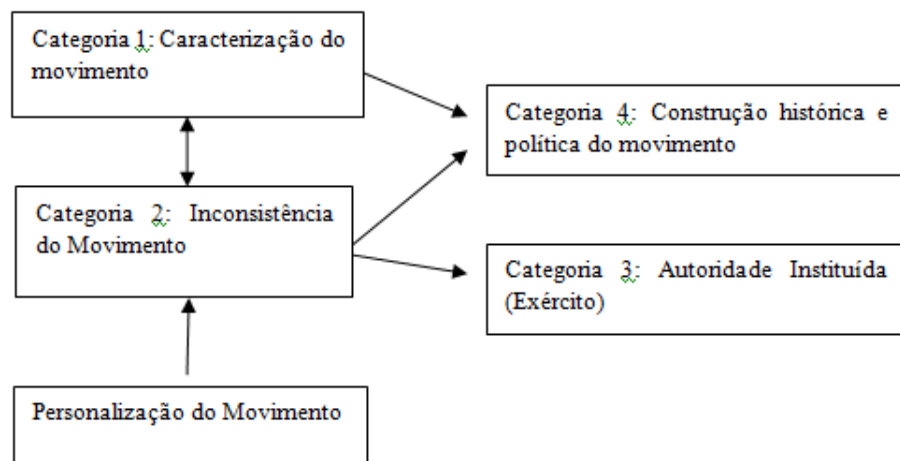 Categoria 1: Caracterização do
movimento
Categoria 4: Construção histórica e
política do movimento
Categoria 2: Inconsistência
do Movimento
Categoria 3: Autoridade Instituída
(Exército)
Personalização do Movimento